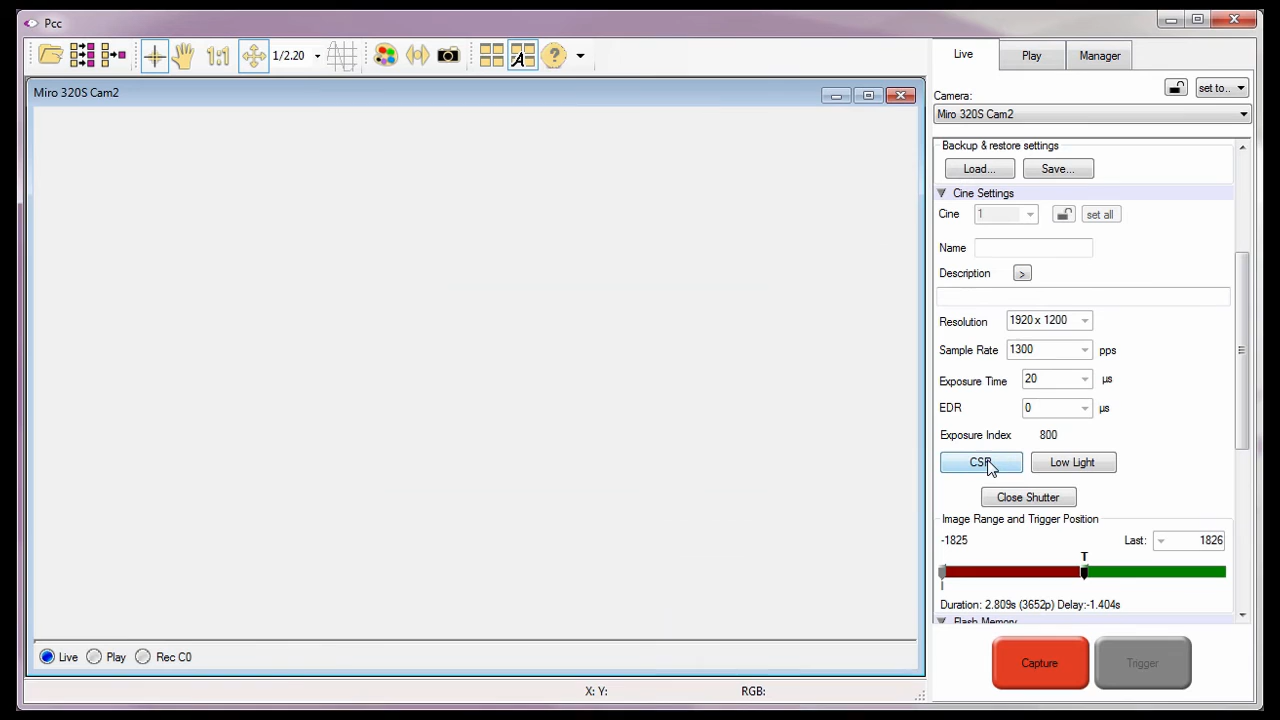 Pcc
1:1
1/2.20
A
?
Live
Play
Manager
Camera:
set to..
Miro 320S Cam2
Miro 320S Cam2
Backup & restore settings
Load...
Save...
Cine Settings
Cine
1
set all
Name
Description
>
Resolution
1920 x 1200
Sample Rate
1300
pps
Exposure Time
20
µs
EDR
0
µs
Exposure Index
800
CSR
Low Light
Close Shutter
Image Range and Trigger Position
-1825
Last:
1826
T
I
Duration: 2.809s (3652p) Delay:-1.404s
Flash Memory
Live
Play
Rec C0
Capture
Trigger
X: Y:
RGB: